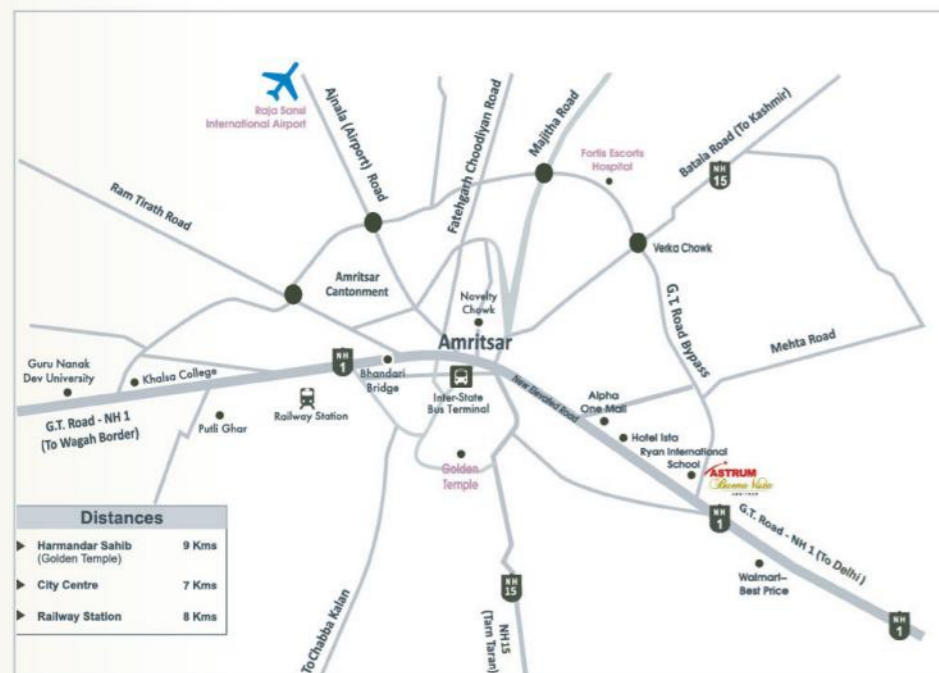 Raja Sansi
International Airport
Ajnala (Airport) Road
Fatehgarh Choodiyan Road
Majitha Road
Fortis Escorts
Hospital
Batala Road (To Kashmir)
NH
15
Ram Tirath Road
Verka Chowk
Amritsar
Cantonment
Novelty
Chowk
G.T. Road Bypass
Mehta Road
Amritsar
NH
1
Bhandari
Bridge
Guru Nanak
Dev University
Khalsa College
Inter-State
Bus Terminal
New Elevated Road
Alpha
One Mall
Railway Station
G.T. Road - NH 1
(To Wagah Border)
Putli Ghar
Hotel Ista
Ryan International
School
Golden
Temple
ASTRUM
Buena Vista
NH
1
G.T. Road - NH 1 (To Delhi)
Walmart–
Best Price
NH
1
NH
15
NH15
(Tarn Taran)
To Chabba Kalan
Distances
Harmandar Sahib 9 Kms
(Golden Temple)
City Centre 7 Kms
Railway Station 8 Kms